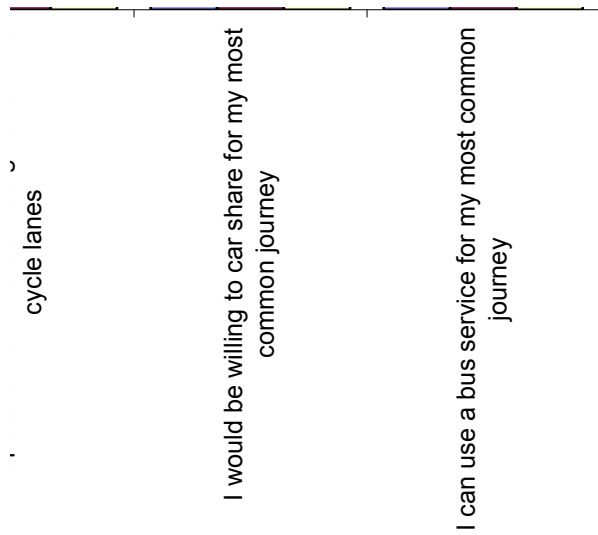 cycle lanes
I would be willing to car share for my most
common journey
I can use a bus service for my most common
journey